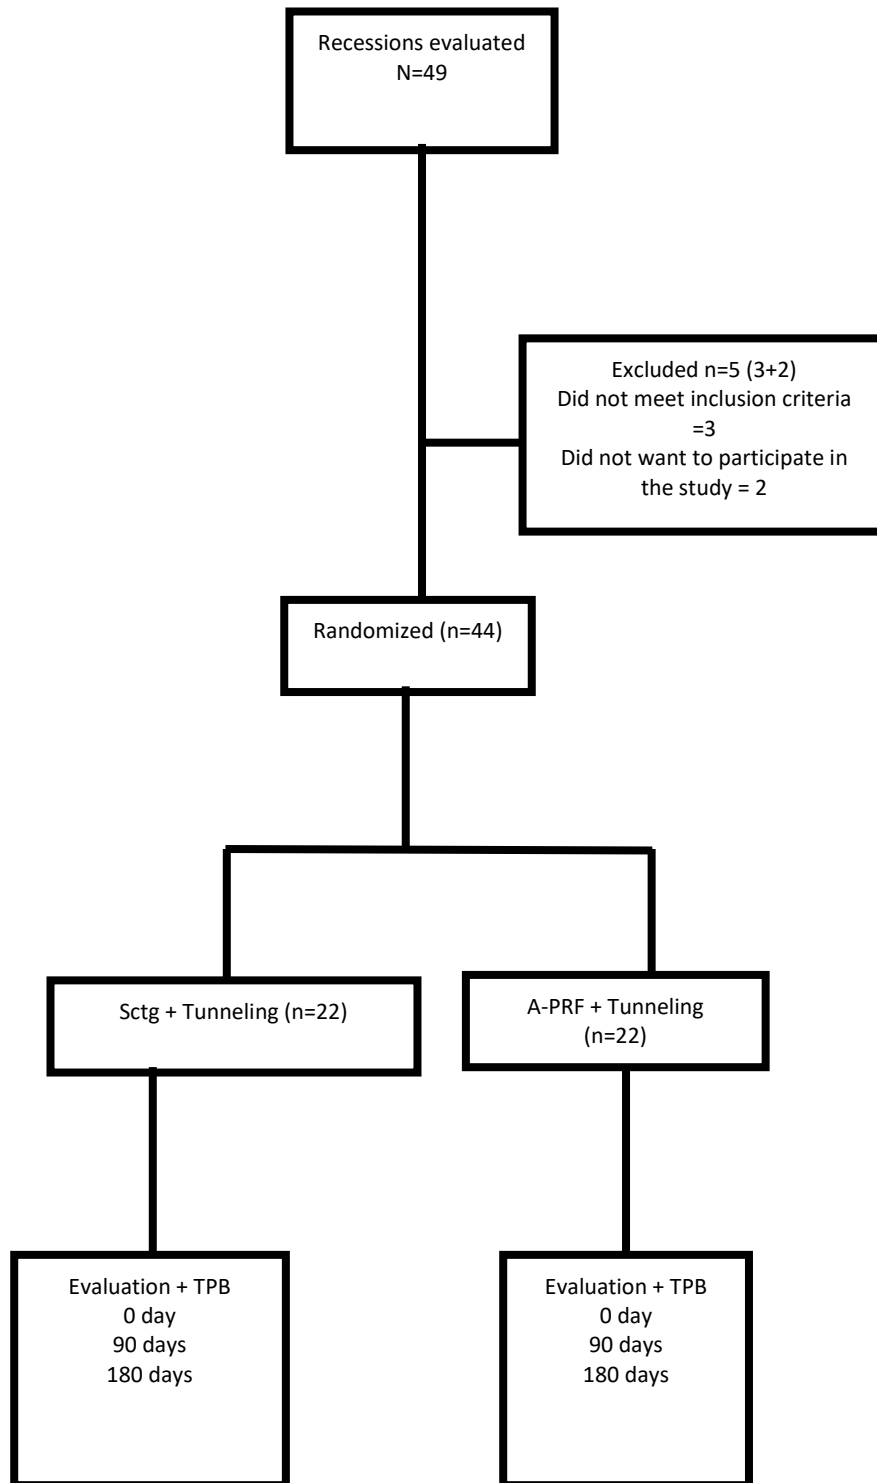 Recessions evaluated
N=49
Excluded n=5 (3+2)
Did not meet inclusion criteria
=3
Did not want to participate in
the study = 2
Randomized (n=44)
Sctg + Tunneling (n=22)
A-PRF + Tunneling
(n=22)
Evaluation + TPB
0 day
90 days
180 days
Evaluation + TPB
0 day
90 days
180 days